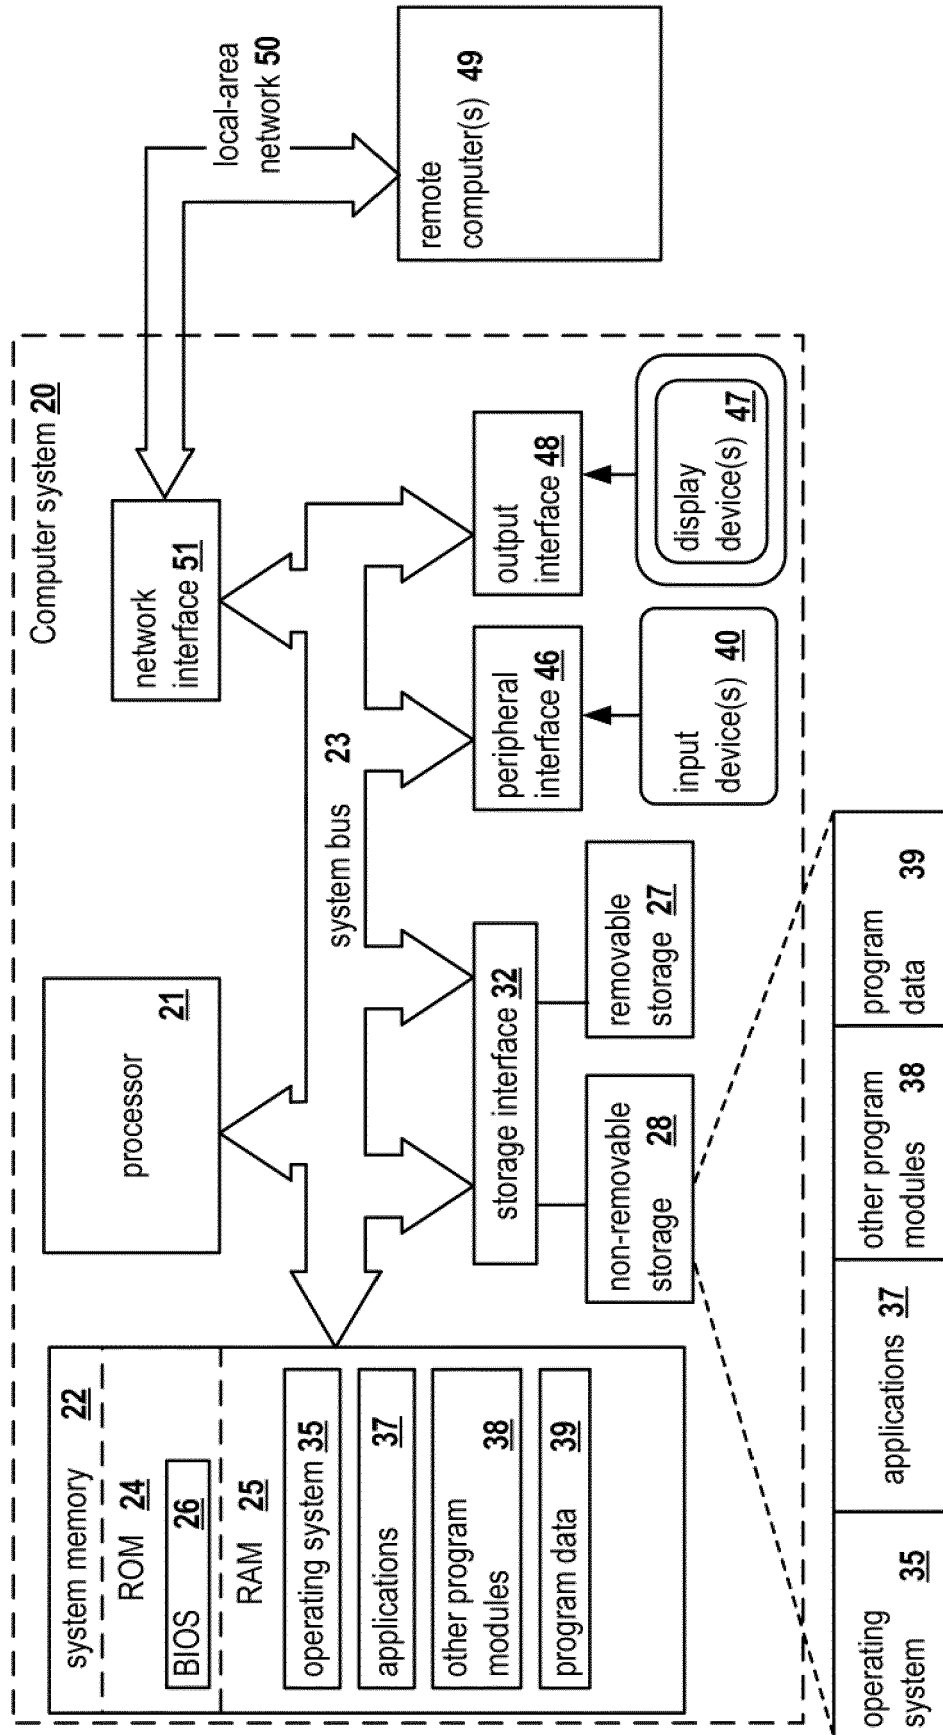 Computer system 20
system memory 22
ROM 24
BIOS 26
RAM 25
operating system 35
applications 37
other program
modules 38
program data 39
processor
21
system bus 23
network
interface 51
local-area
network 50
remote
computer(s) 49
storage interface 32
non-removable
storage 28
removable
storage 27
peripheral
interface 46
output
interface 48
input
device(s) 40
display
device(s) 47
operating
system 35
applications 37
other program
modules 38
program 39
data